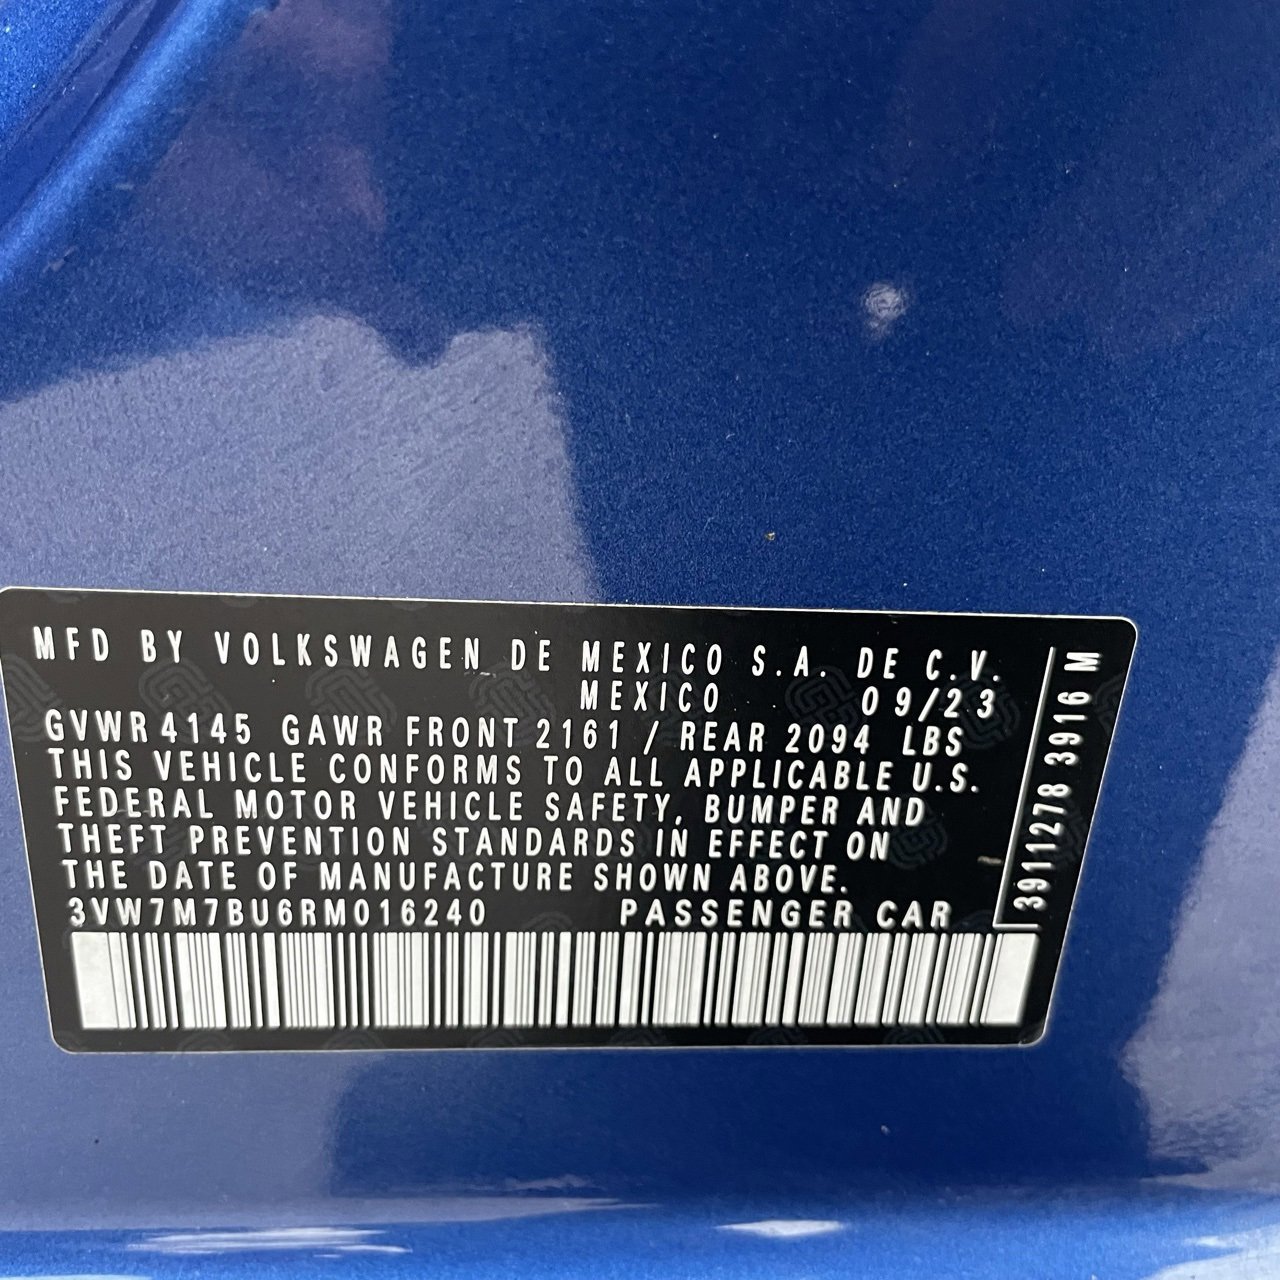 MFD BY VOLKSWAGEN DE MEXICO S.A. DE C.V.
MEXICO 09/23
GVWR 4145 GAWR FRONT 2161 / REAR 2094 LBS
THIS VEHICLE CONFORMS TO ALL APPLICABLE U.S.
FEDERAL MOTOR VEHICLE SAFETY, BUMPER AND
THEFT PREVENTION STANDARDS IN EFFECT ON
THE DATE OF MANUFACTURE SHOWN ABOVE.
3VW7M7BU6RM016240 PASSENGER CAR
3911278 3916 M